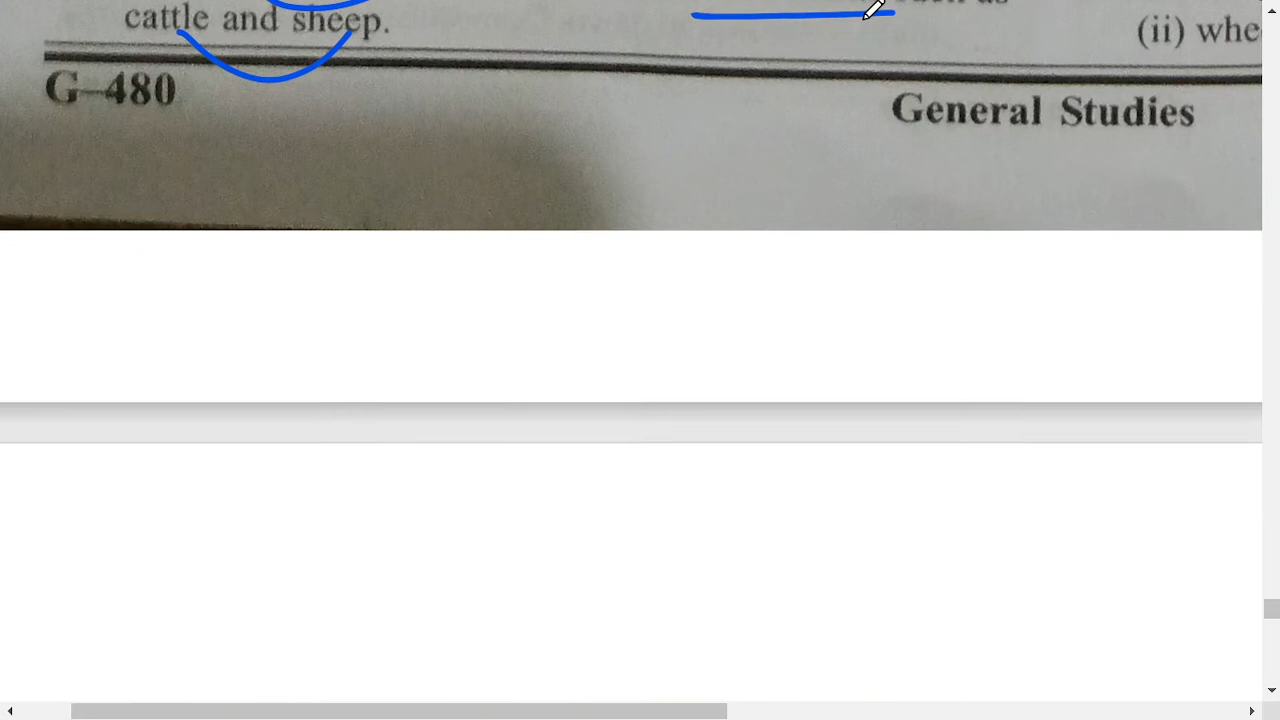 cattle and sheep.
(ii) whe
G–480
General Studies